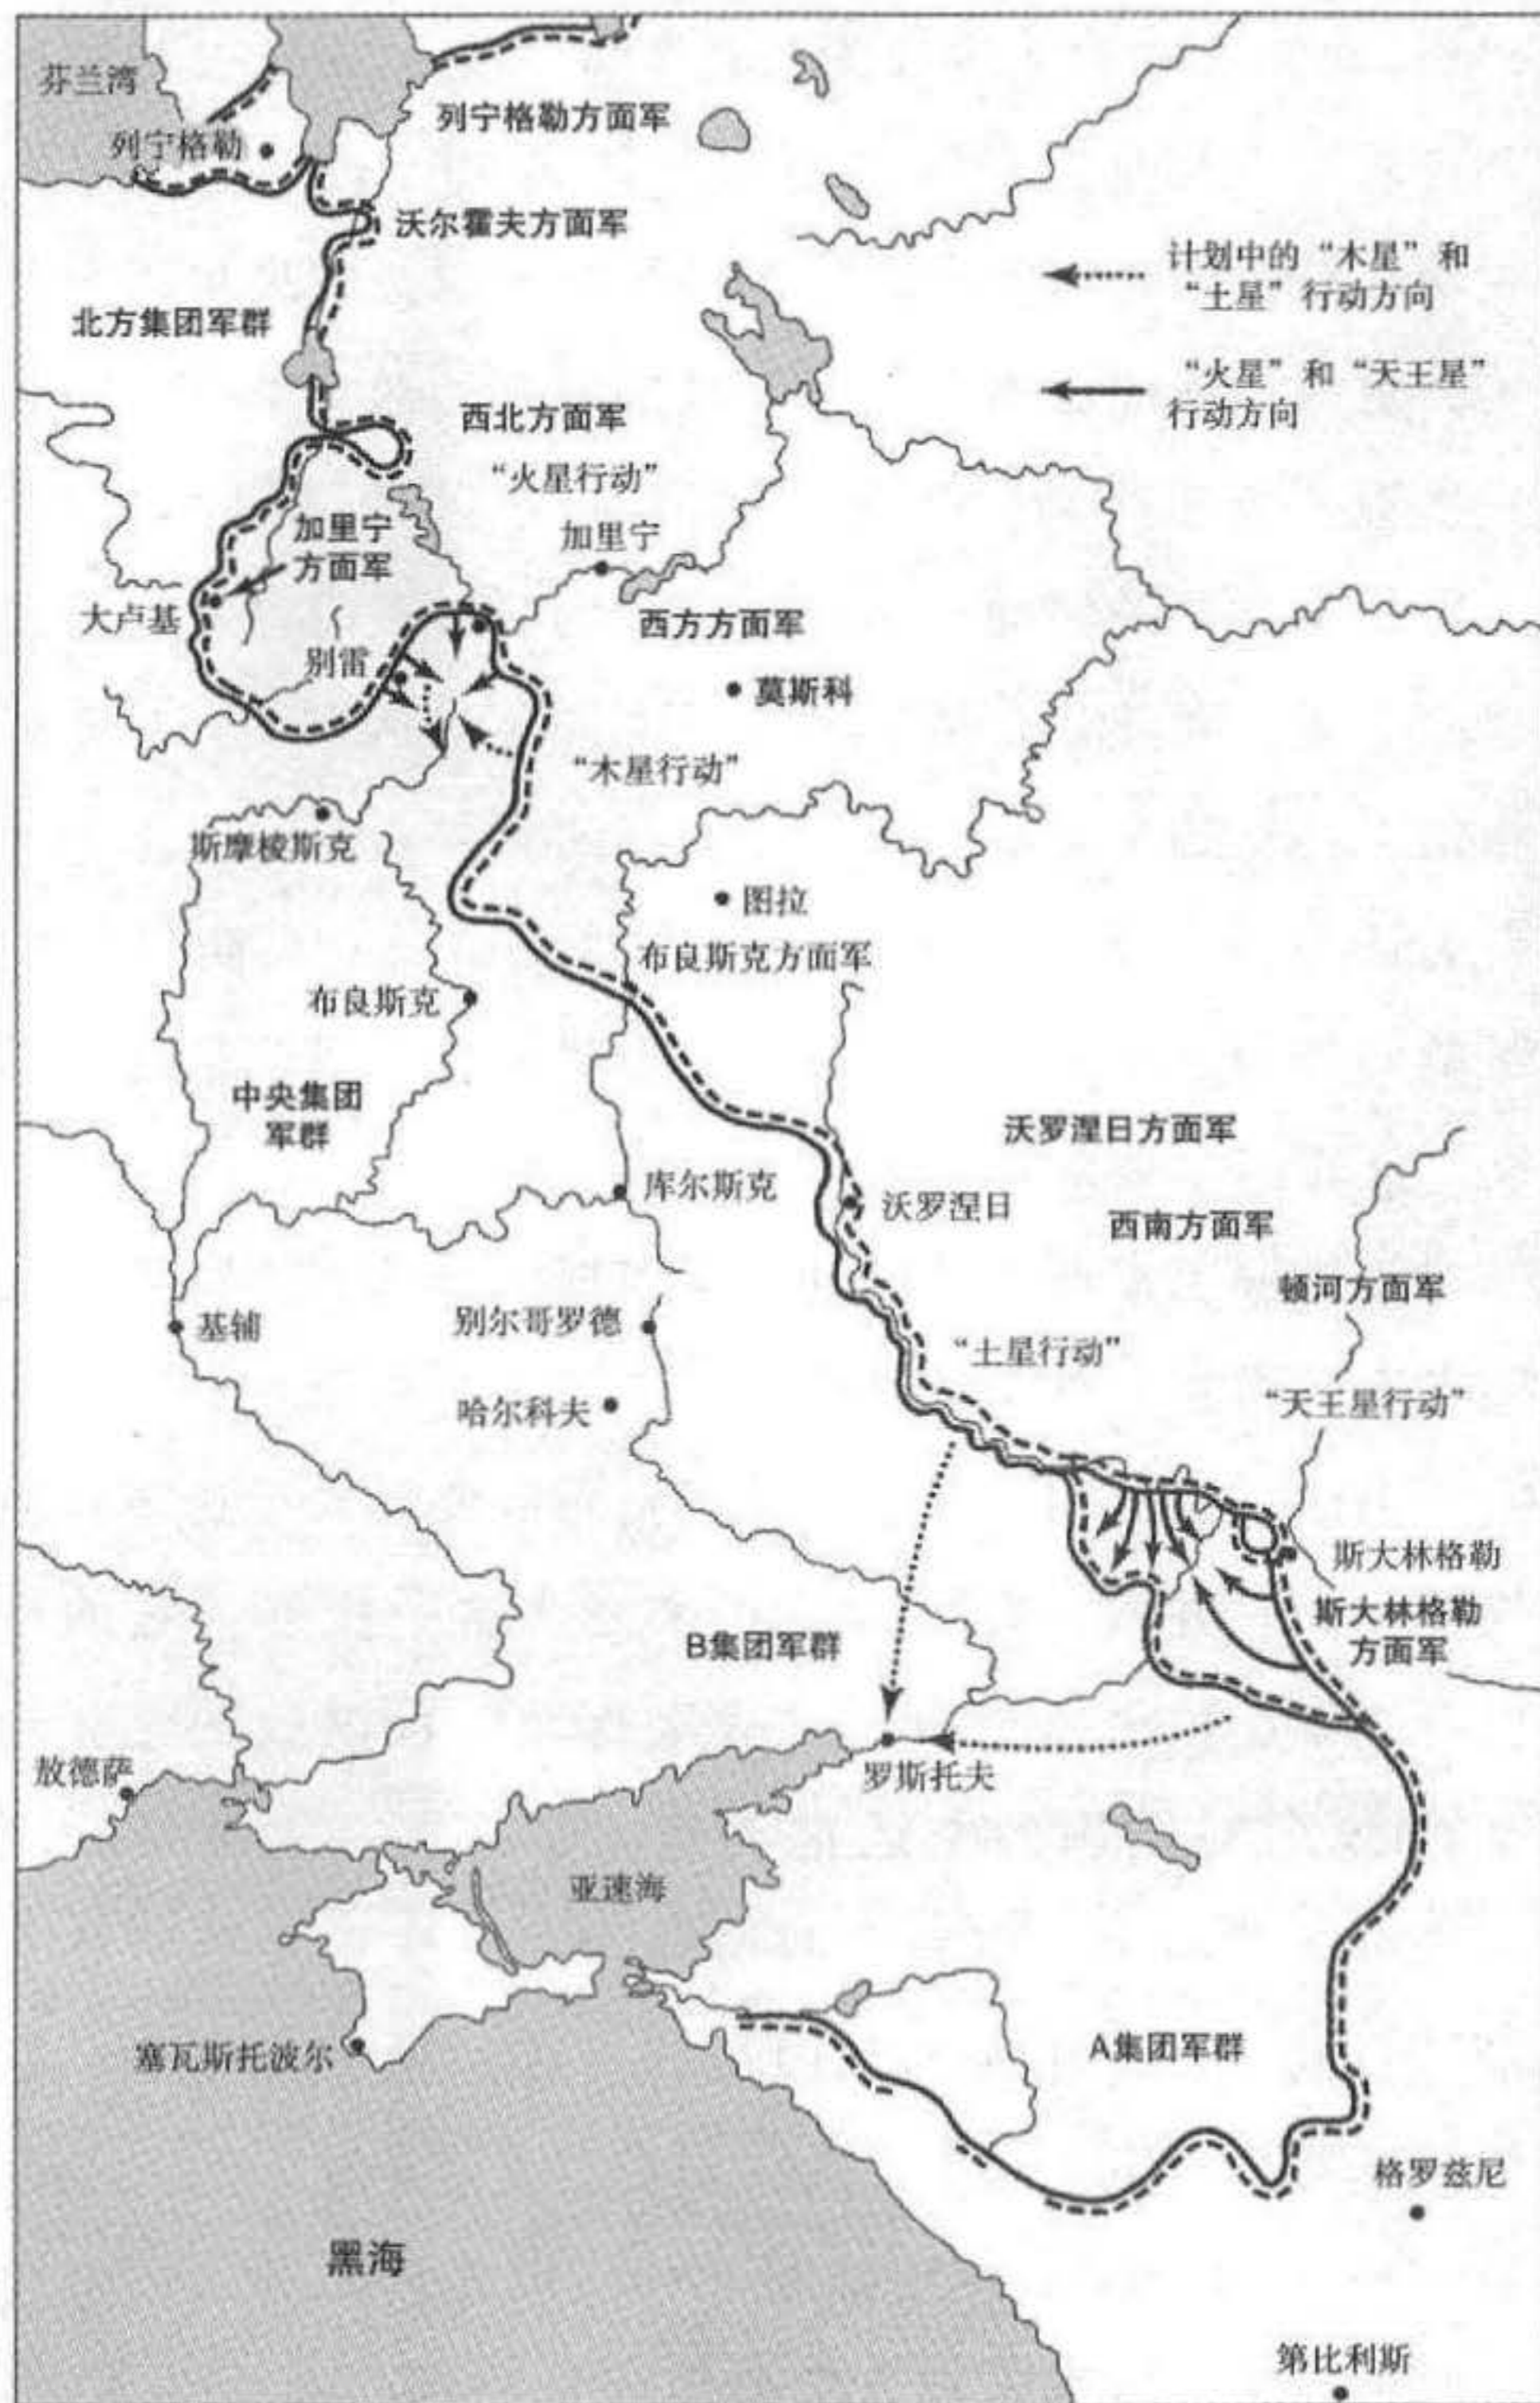 芬兰湾
列宁格勒
列宁格勒方面军
沃尔霍夫方面军
计划中的“木星”和
“土星”行动方向
北方集团军群
“火星”和“天王星”
行动方向
西北方面军
“火星行动”
加里宁
方面军
加里宁
大卢基
西方方面军
别雷
莫斯科
“木星行动”
斯摩棱斯克
图拉
布良斯克方面军
布良斯克
中央集团
军群
沃罗涅日方面军
库尔斯克
沃罗涅日
西南方面军
顿河方面军
基辅
别尔哥罗德
“土星行动”
哈尔科夫
“天王星行动”
斯大林格勒
斯大林格勒
方面军
B集团军群
敖德萨
罗斯托夫
亚速海
A集团军群
塞瓦斯托波尔
格罗兹尼
黑海
第比利斯